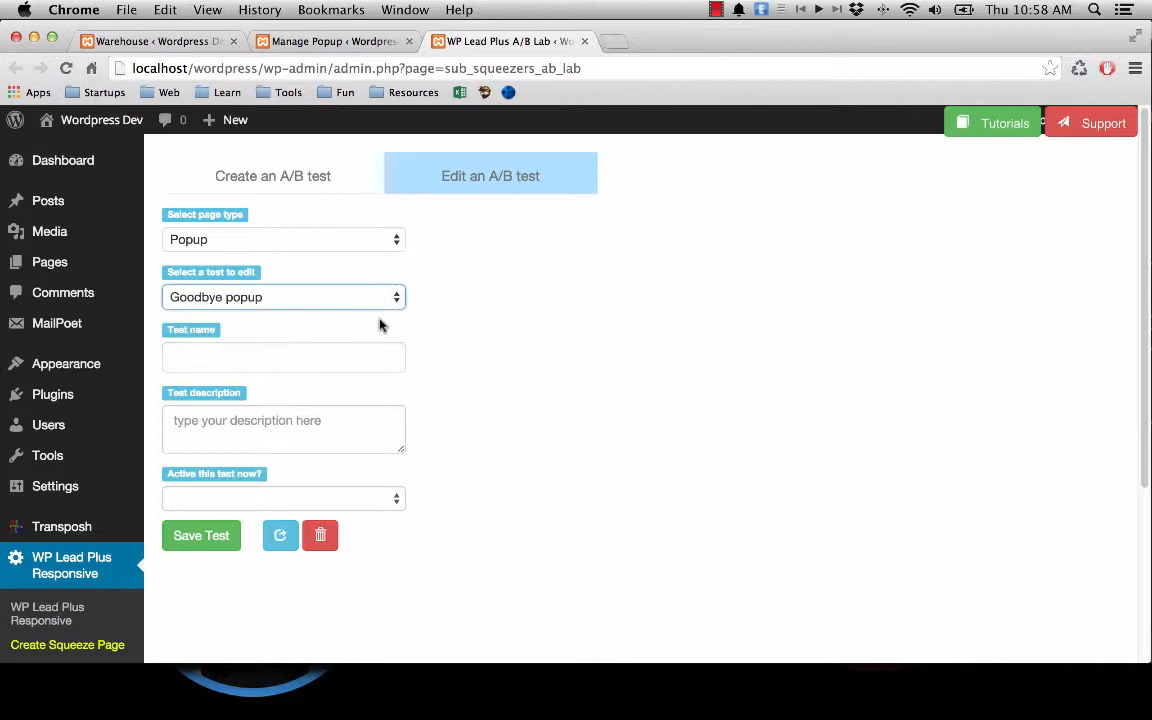 Chrome File Edit View History Bookmarks Window Help Thu 10:58 AM
Warehouse ‹ Wordpress De Manage Popup ‹ Wordpres WP Lead Plus A/B Lab ‹ Wo
localhost/wordpress/wp-admin/admin.php?page=sub_squeezers_ab_lab
Apps Startups Web Learn Tools Fun Resources
Wordpress Dev 0 New
Tutorials Support
Dashboard
Posts
Media
Pages
Comments
MailPoet
Appearance
Plugins
Users
Tools
Settings
Transposh
WP Lead Plus
Responsive
WP Lead Plus
Responsive
Create Squeeze Page
Create an A/B test Edit an A/B test
Select page type
Popup
Select a test to edit
Goodbye popup
Test name
Test description
type your description here
Active this test now?
Save Test